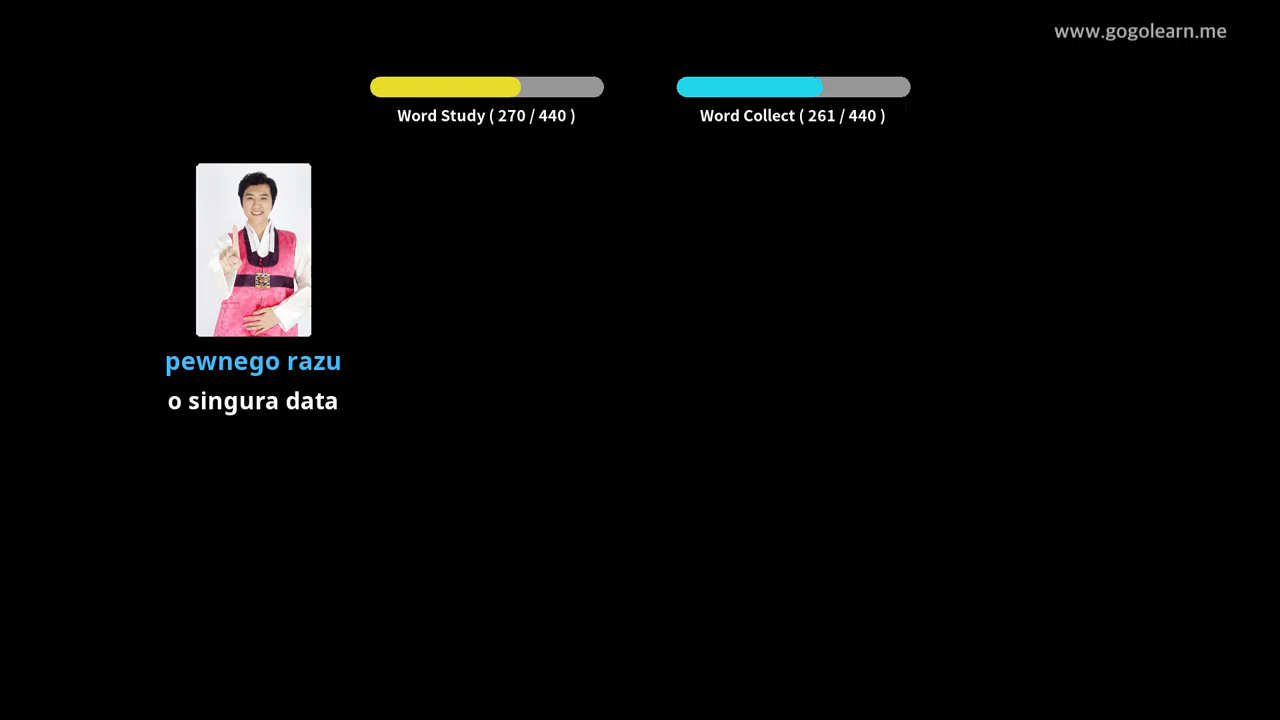 www.gogolearn.me
Word Study ( 270 / 440 )
Word Collect ( 261 / 440 )
pewnego razu
o singura data